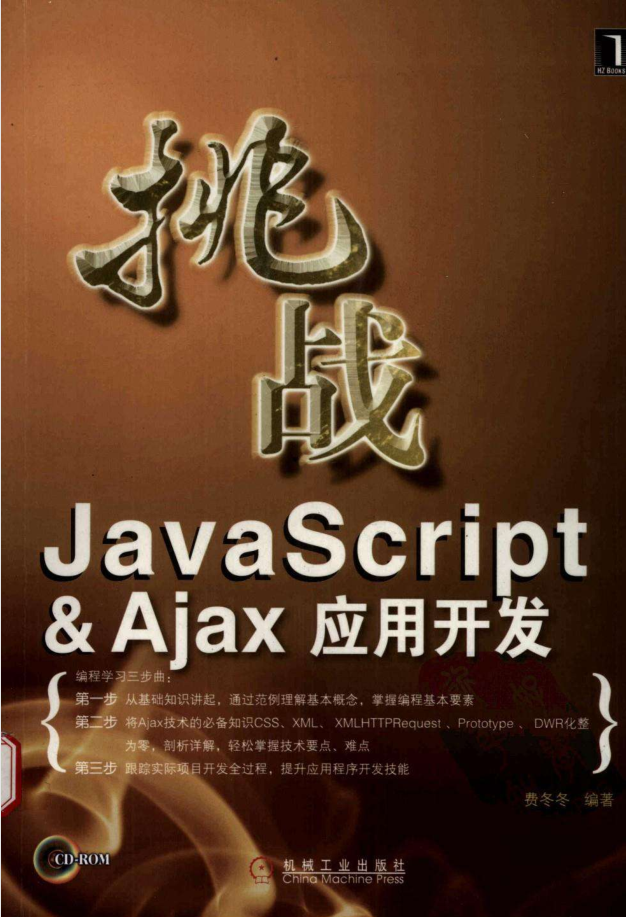 HZ Books
挑
战
JavaScript
& Ajax 应用开发
编程学习三步曲：
第一步 从基础知识讲起，通过范例理解基本概念，掌握编程基本要素
第二步 将Ajax技术的必备知识CSS、XML、 XMLHTTPRequest 、Prototype 、 DWR化整
为零，剖析详解，轻松掌握技术要点、难点
第三步 跟踪实际项目开发全过程，提升应用程序开发技能
费冬冬 编著
CD-ROM
机械工业出版社
China Machine Press